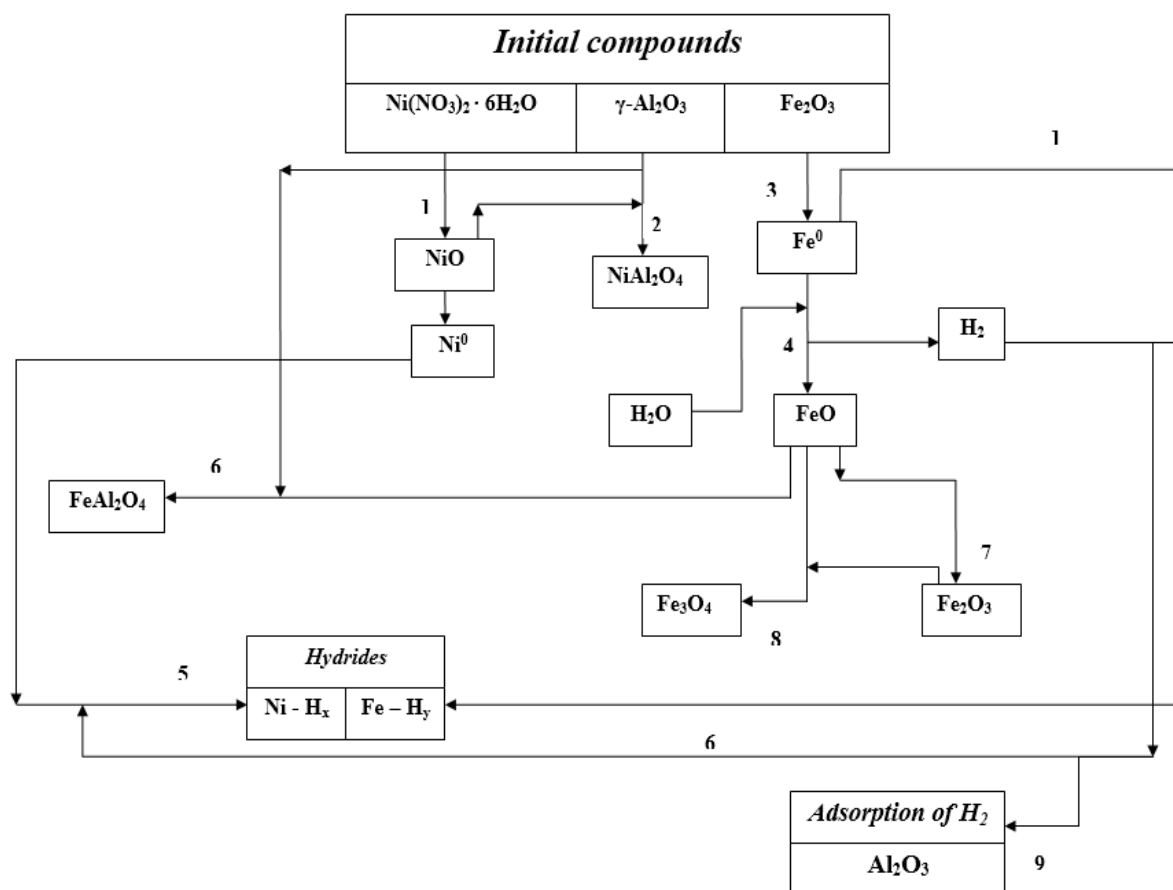 Initial compounds
Ni(NO₃)₂ · 6H₂O
γ-Al₂O₃
Fe₂O₃
1
3
1
2
NiO
Fe⁰
NiAl₂O₄
Ni⁰
H₂
4
H₂O
FeO
6
FeAl₂O₄
7
Fe₃O₄
Fe₂O₃
8
Hydrides
5
Ni - Hₓ
Fe – Hᵧ
6
Adsorption of H₂
Al₂O₃
9